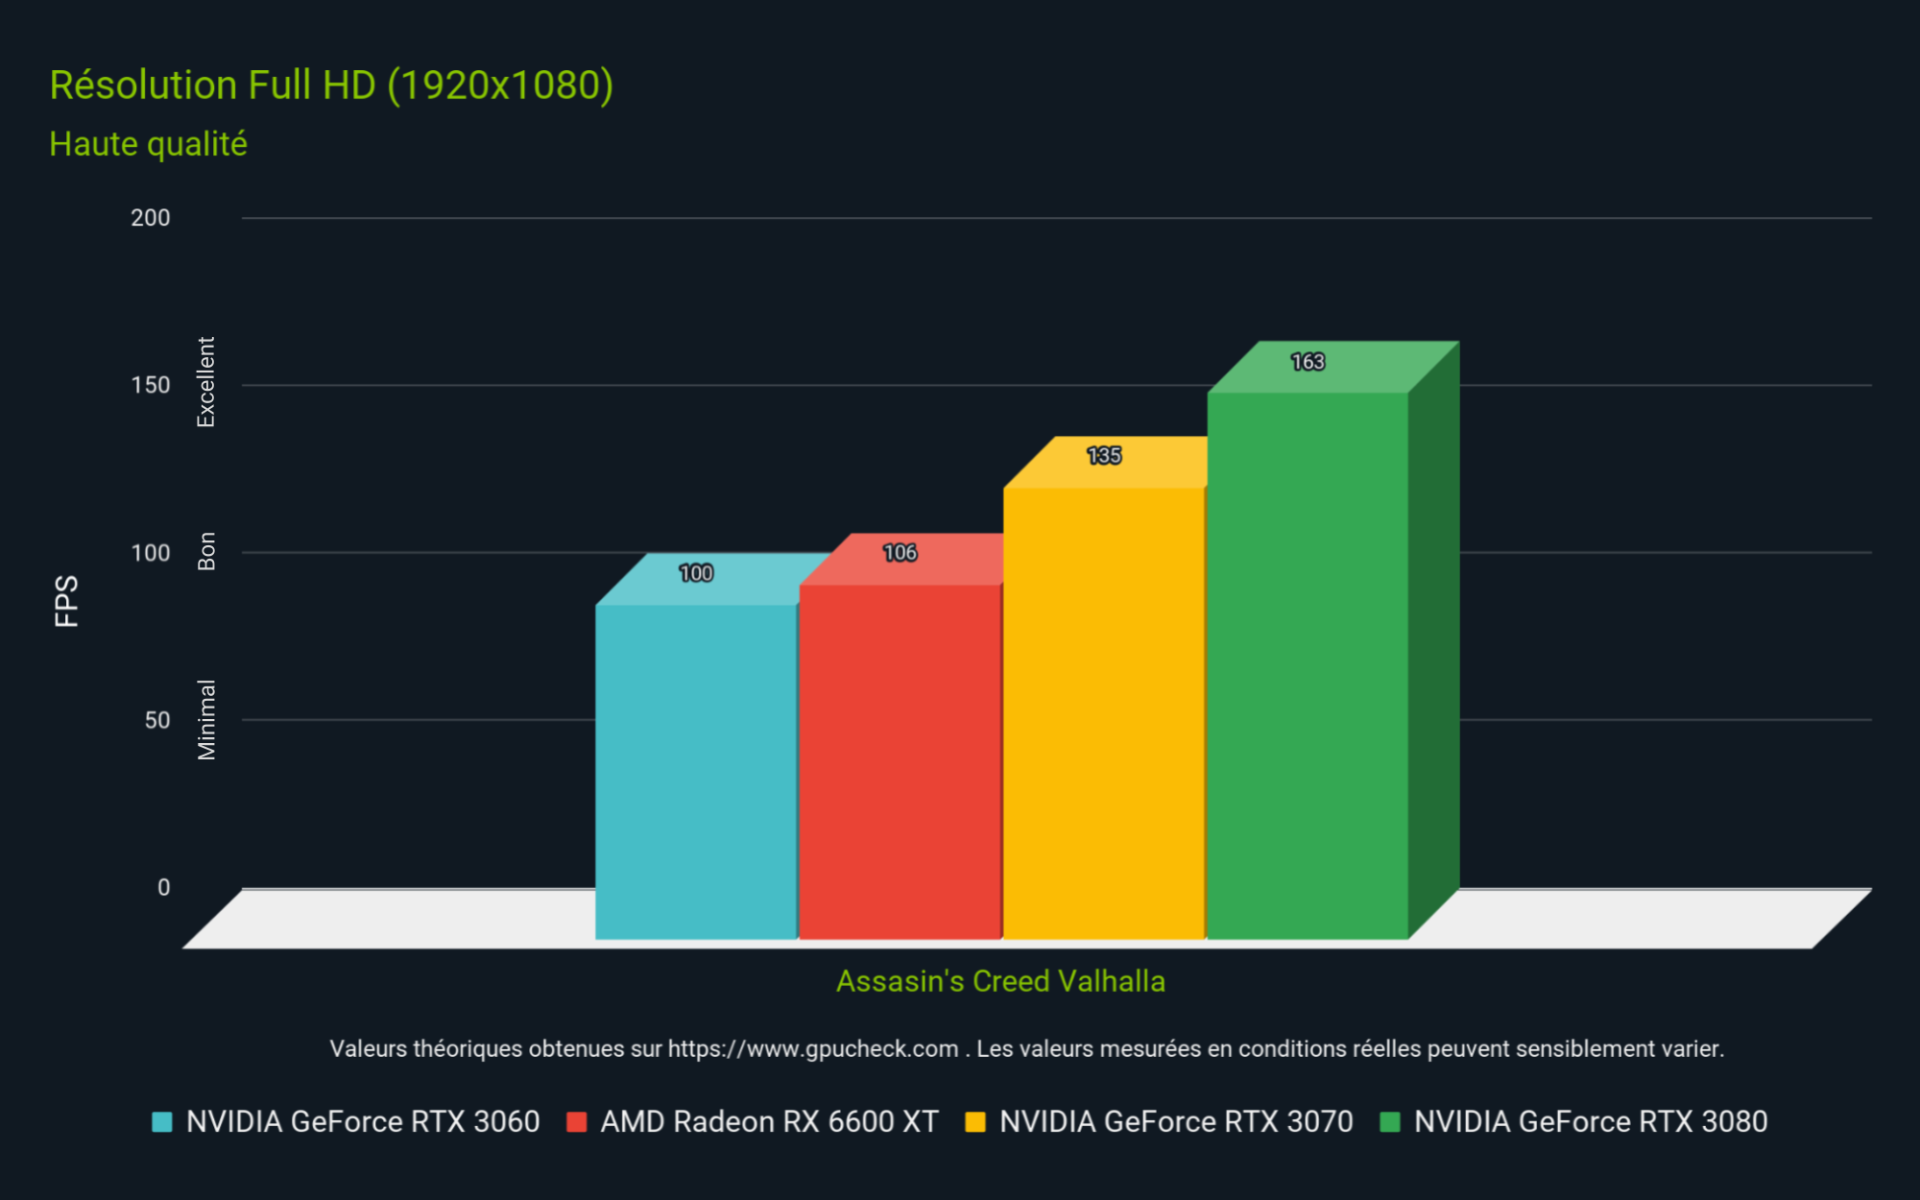 Résolution Full HD (1920x1080)
Haute qualité
200
150
100
50
0
Excellent
Bon
Minimal
FPS
100
106
135
163
Assasin's Creed Valhalla
Valeurs théoriques obtenues sur https://www.gpucheck.com . Les valeurs mesurées en conditions réelles peuvent sensiblement varier.
NVIDIA GeForce RTX 3060 AMD Radeon RX 6600 XT NVIDIA GeForce RTX 3070 NVIDIA GeForce RTX 3080